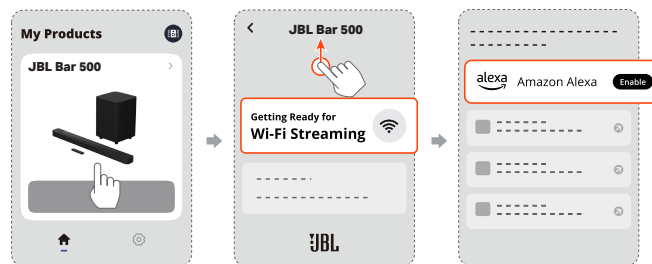 My Products
JBL Bar 500
JBL Bar 500
Getting Ready for
Wi-Fi Streaming
JBL
alexa Amazon Alexa Enable